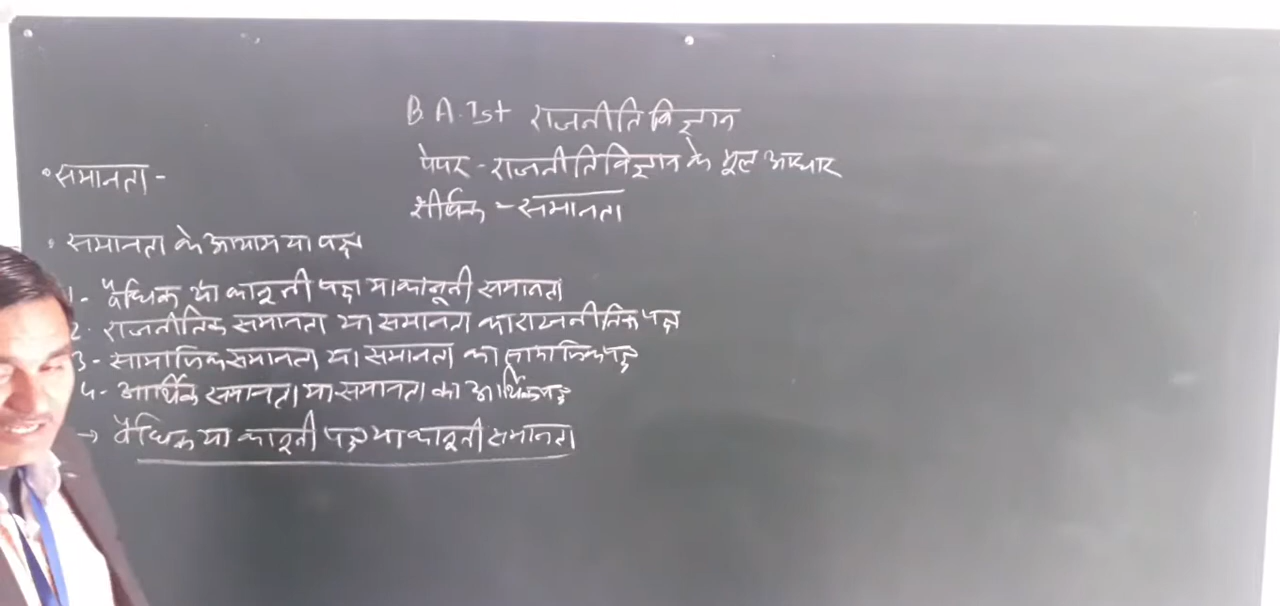 B.A.Ist राजनीति विज्ञान
पेपर - राजनीति विज्ञान के मूल आधार
शीर्षक - समानता
• समानता -
• समानता के आयाम या पक्ष
1- वैधिक या कानूनी पक्ष या कानूनी समानता
2- राजनीतिक समानता या समानता का राजनीतिक पक्ष
3- सामाजिक समानता या समानता का सामाजिक पक्ष
4- आर्थिक समानता या समानता का आर्थिक पक्ष
→ वैधिक या कानूनी पक्ष या कानूनी समानता